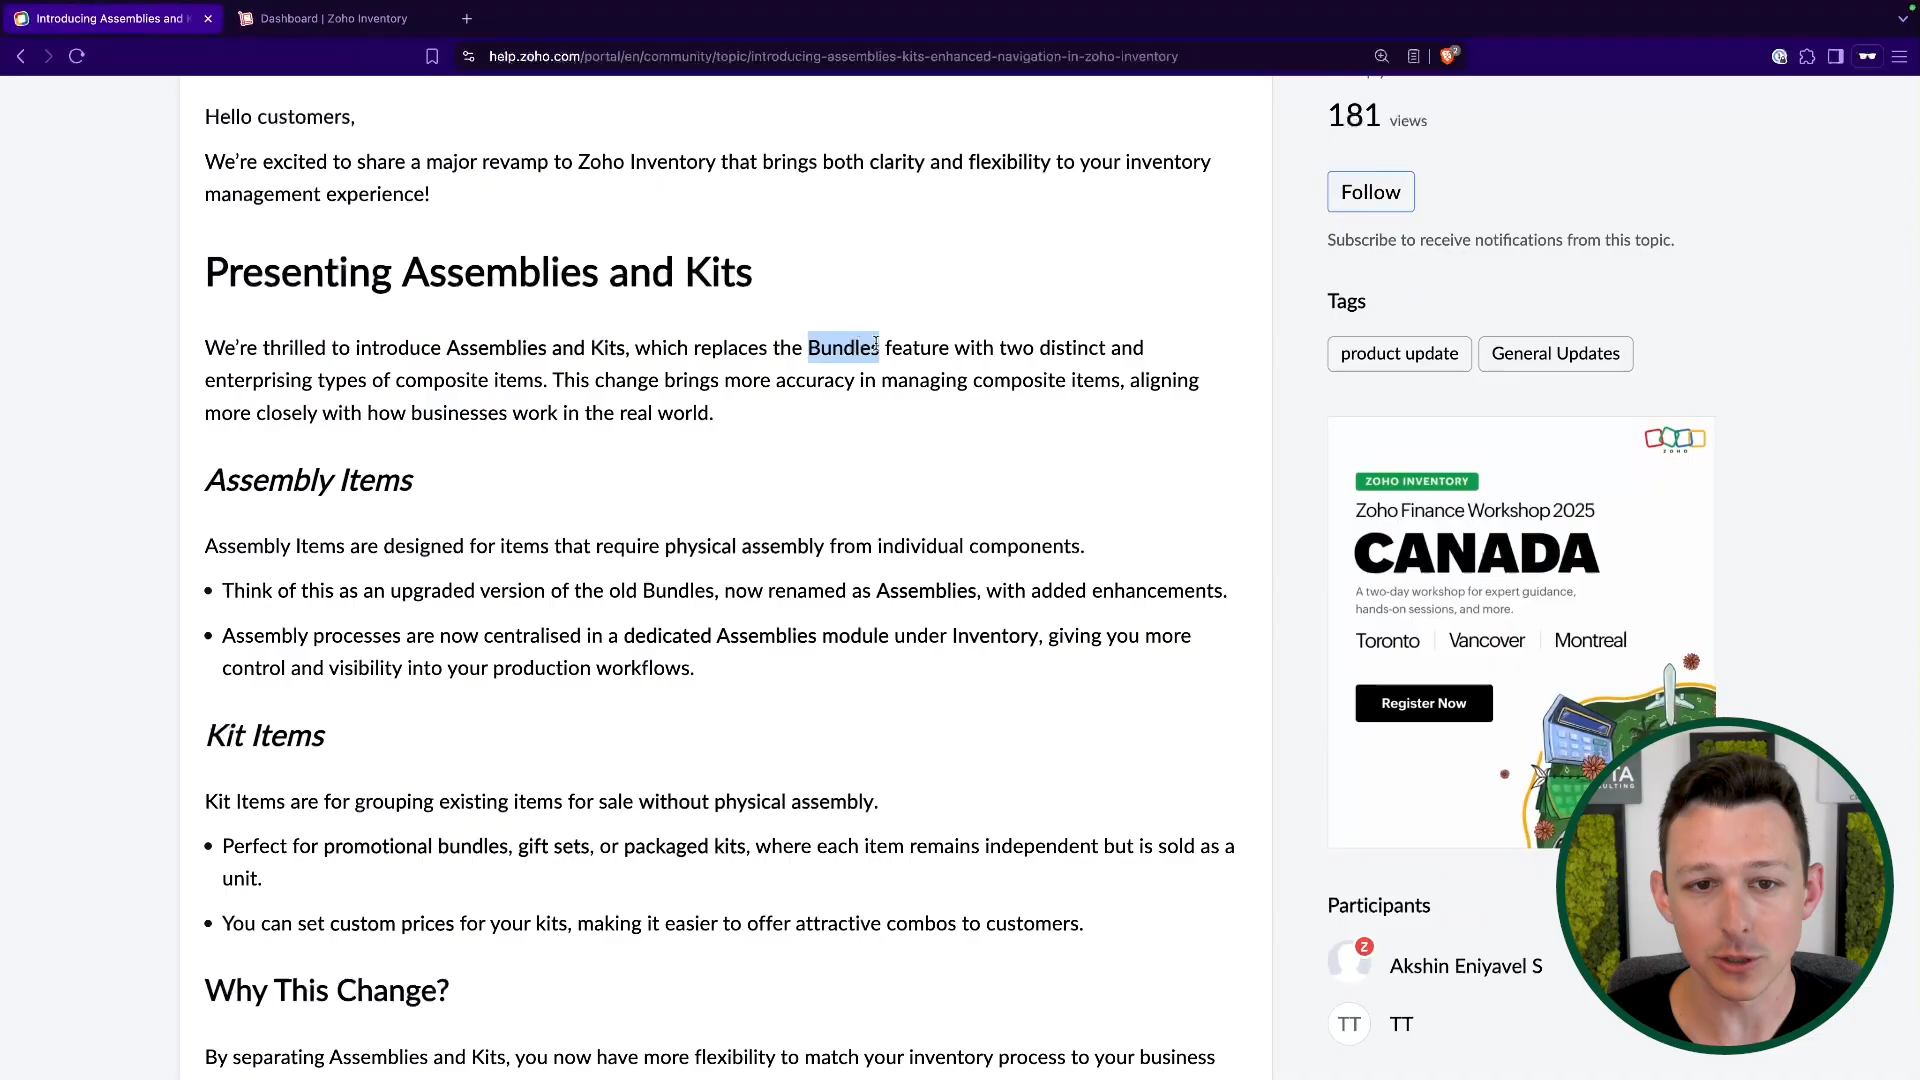 Introducing Assemblies and K
Dashboard | Zoho Inventory
help.zoho.com/portal/en/community/topic/introducing-assemblies-kits-enhanced-navigation-in-zoho-inventory
2
Hello customers,
We're excited to share a major revamp to Zoho Inventory that brings both clarity and flexibility to your inventory
management experience!
Presenting Assemblies and Kits
We're thrilled to introduce Assemblies and Kits, which replaces the Bundles feature with two distinct and
enterprising types of composite items. This change brings more accuracy in managing composite items, aligning
more closely with how businesses work in the real world.
Assembly Items
Assembly Items are designed for items that require physical assembly from individual components.
• Think of this as an upgraded version of the old Bundles, now renamed as Assemblies, with added enhancements.
• Assembly processes are now centralised in a dedicated Assemblies module under Inventory, giving you more
control and visibility into your production workflows.
Kit Items
Kit Items are for grouping existing items for sale without physical assembly.
• Perfect for promotional bundles, gift sets, or packaged kits, where each item remains independent but is sold as a
unit.
• You can set custom prices for your kits, making it easier to offer attractive combos to customers.
Why This Change?
By separating Assemblies and Kits, you now have more flexibility to match your inventory process to your business
181 views
Follow
Subscribe to receive notifications from this topic.
Tags
product update
General Updates
ZOHO
ZOHO INVENTORY
Zoho Finance Workshop 2025
CANADA
A two-day workshop for expert guidance,
hands-on sessions, and more.
Toronto | Vancover | Montreal
Register Now
Participants
Z
Akshin Eniyavel S
TT
TT